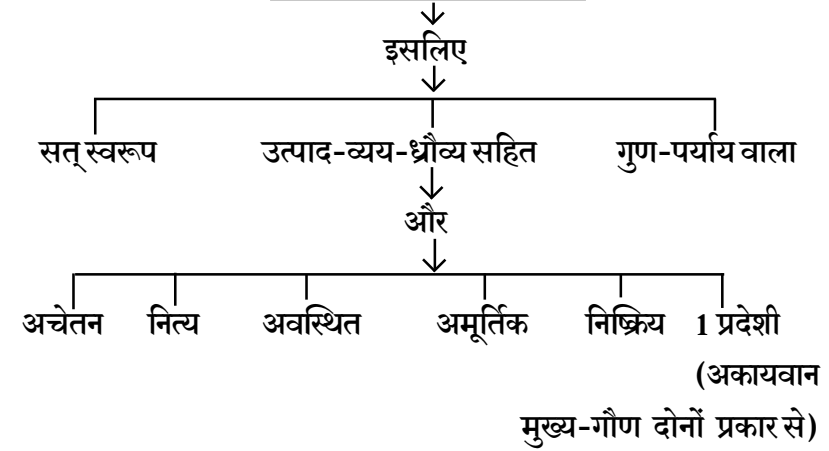 इसलिए
सत् स्वरूप उत्पाद-व्यय-ध्रौव्य सहित गुण-पर्याय वाला
और
अचेतन नित्य अवस्थित अमूर्तिक निष्क्रिय 1 प्रदेशी
(अकायवान
मुख्य-गौण दोनों प्रकार से)